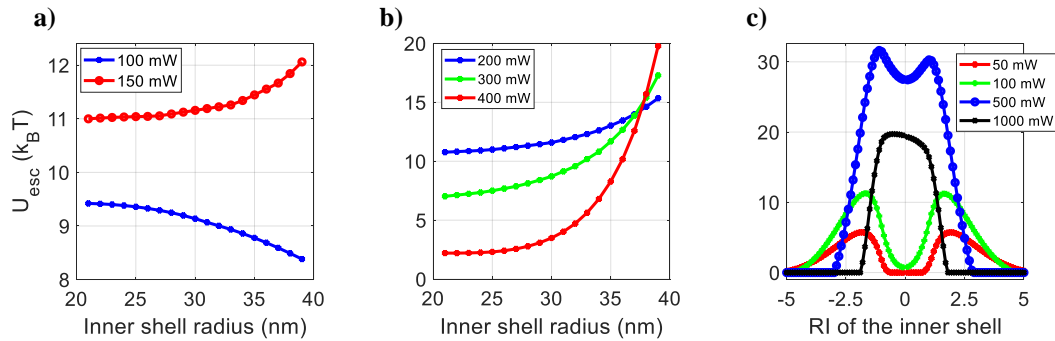 a)
b)
c)
100 mW
150 mW
200 mW
300 mW
400 mW
50 mW
100 mW
500 mW
1000 mW
U_esc (k_BT)
12
11
10
9
8
20
15
10
5
0
30
20
10
0
20 25 30 35 40
20 25 30 35 40
-5 -2.5 0 2.5 5
Inner shell radius (nm)
Inner shell radius (nm)
RI of the inner shell